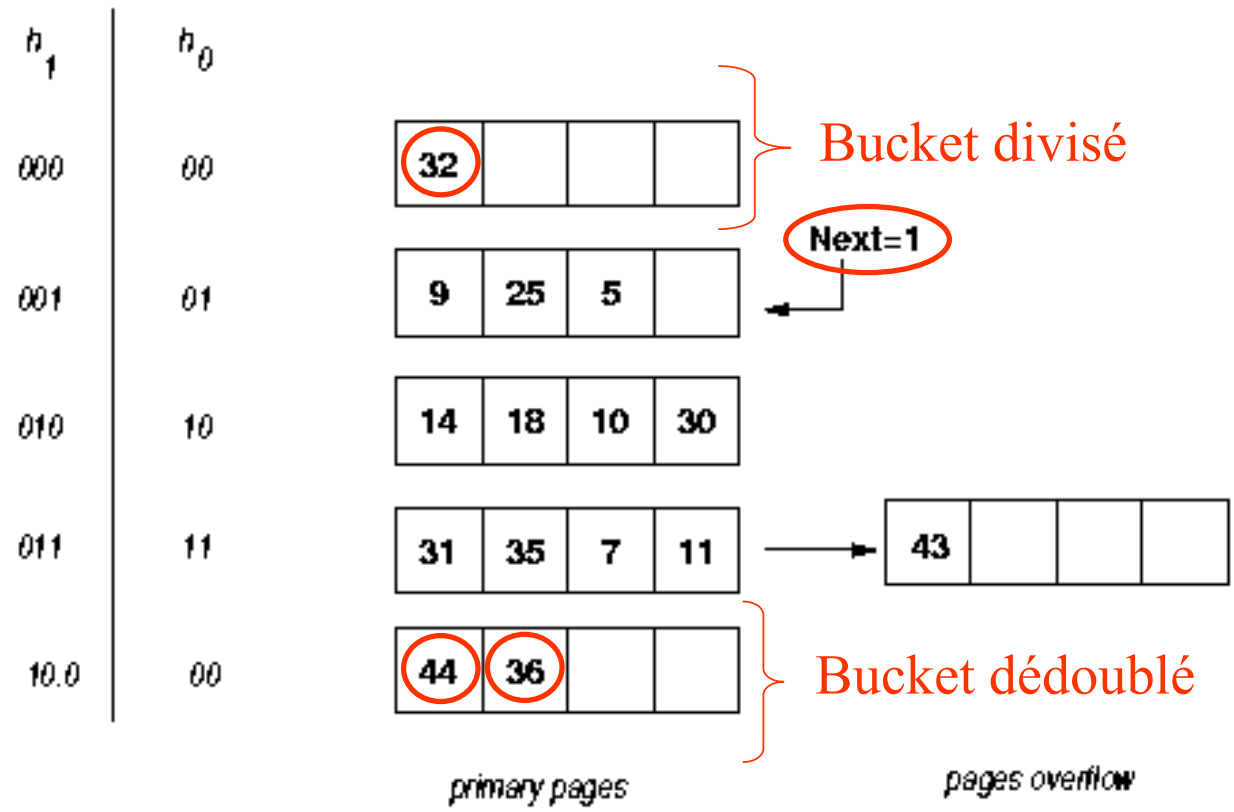 h1 h0
000 00 32 Bucket divisé
Next=1
001 01 9 25 5
010 10 14 18 10 30
011 11 31 35 7 11 43
10.0 00 44 36 Bucket dédoublé
primary pages pages overflow